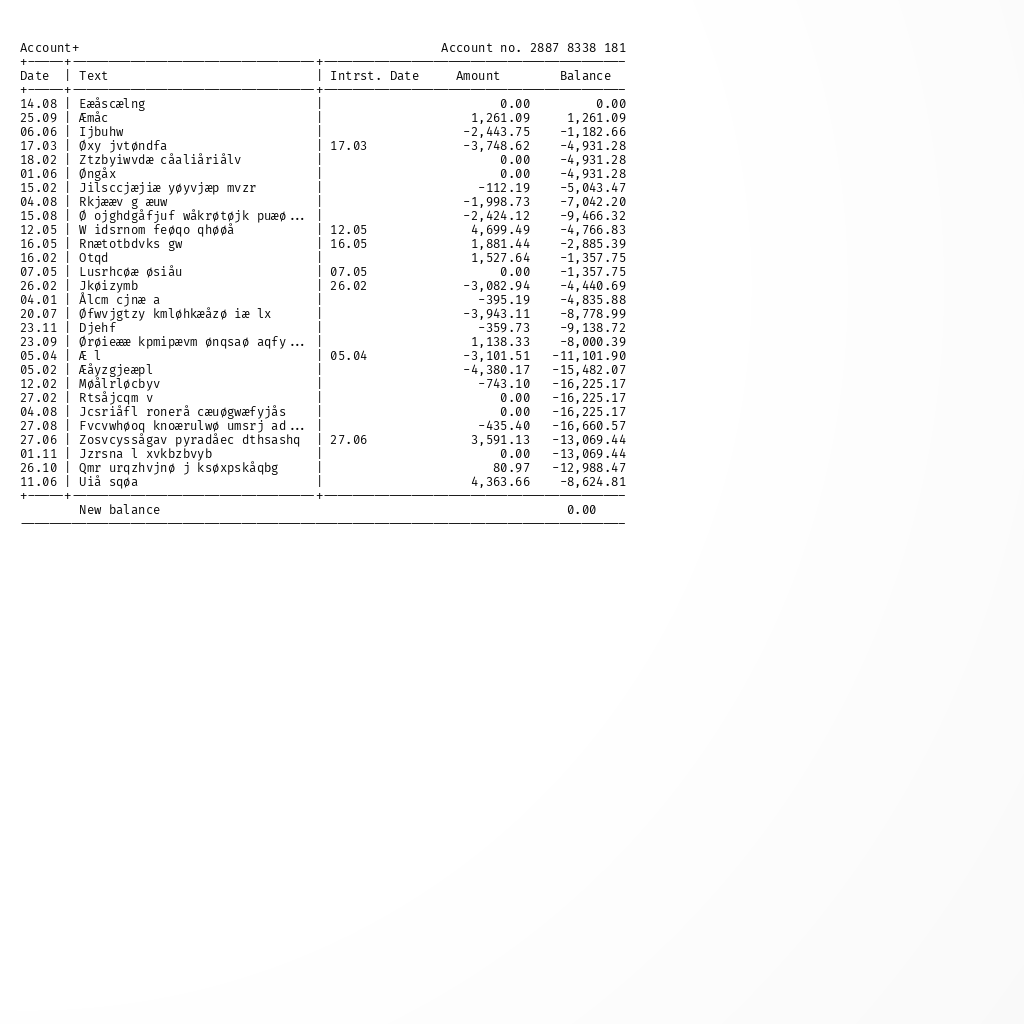 Account+ Account no. 2887 8338 181
Date | Text | Intrst. Date Amount Balance
14.08 | Eæåscælng | 0.00 0.00
25.09 | Æmåc | 1,261.09 1,261.09
06.06 | Ijbuhw | -2,443.75 -1,182.66
17.03 | Øxy jvtøndfa | 17.03 -3,748.62 -4,931.28
18.02 | Ztzbyiwvdæ cåaliåriålv | 0.00 -4,931.28
01.06 | Øngåx | 0.00 -4,931.28
15.02 | Jilsccjæjiæ yøyvjæp mvzr | -112.19 -5,043.47
04.08 | Rkjææv g æuw | -1,998.73 -7,042.20
15.08 | Ø ojghdgåfjuf wåkrøtøjk puæø... | -2,424.12 -9,466.32
12.05 | W idsrnom feøqo qhøøå | 12.05 4,699.49 -4,766.83
16.05 | Rnætotbdvks gw | 16.05 1,881.44 -2,885.39
16.02 | Otqd | 1,527.64 -1,357.75
07.05 | Lusrhcøæ øsiåu | 07.05 0.00 -1,357.75
26.02 | Jkøizymb | 26.02 -3,082.94 -4,440.69
04.01 | Ålcm cjnæ a | -395.19 -4,835.88
20.07 | Øfwvjgtzy kmløhkæåzø iæ lx | -3,943.11 -8,778.99
23.11 | Djehf | -359.73 -9,138.72
23.09 | Ørøieææ kpmipævm ønqsaø aqfy... | 1,138.33 -8,000.39
05.04 | Æ l | 05.04 -3,101.51 -11,101.90
05.02 | Æåyzgjeæpl | -4,380.17 -15,482.07
12.02 | Møålrløcbyv | -743.10 -16,225.17
27.02 | Rtsåjcqm v | 0.00 -16,225.17
04.08 | Jcsriåfl ronerå cæuøgwæfyjås | 0.00 -16,225.17
27.08 | Fvcvwhøoq knoærulwø umsrj ad... | -435.40 -16,660.57
27.06 | Zosvcyssågav pyradåec dthsashq | 27.06 3,591.13 -13,069.44
01.11 | Jzrsna l xvkbzbvyb | 0.00 -13,069.44
26.10 | Qmr urqzhvjnø j ksøxpskåqbg | 80.97 -12,988.47
11.06 | Uiå sqøa | 4,363.66 -8,624.81
New balance 0.00